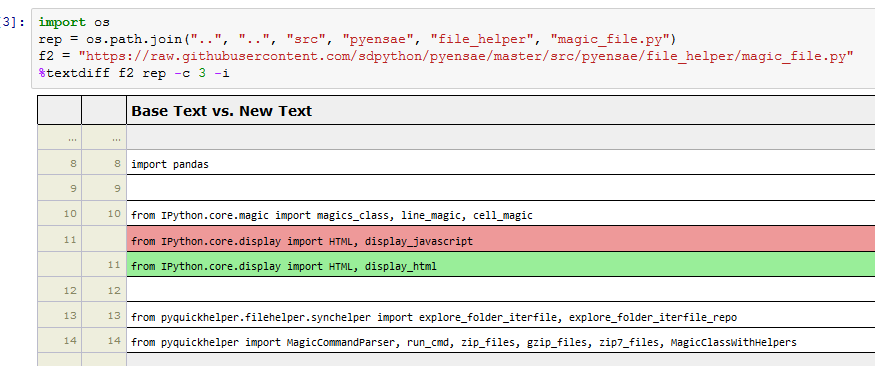 [3]: import os
rep = os.path.join("..", "..", "src", "pyensae", "file_helper", "magic_file.py")
f2 = "https://raw.githubusercontent.com/sdpython/pyensae/master/src/pyensae/file_helper/magic_file.py"
%textdiff f2 rep -c 3 -i
Base Text vs. New Text
... ...
8 8 import pandas
9 9
10 10 from IPython.core.magic import magics_class, line_magic, cell_magic
11 from IPython.core.display import HTML, display_javascript
11 from IPython.core.display import HTML, display_html
12 12
13 13 from pyquickhelper.filehelper.synchelper import explore_folder_iterfile, explore_folder_iterfile_repo
14 14 from pyquickhelper import MagicCommandParser, run_cmd, zip_files, gzip_files, zip7_files, MagicClassWithHelpers